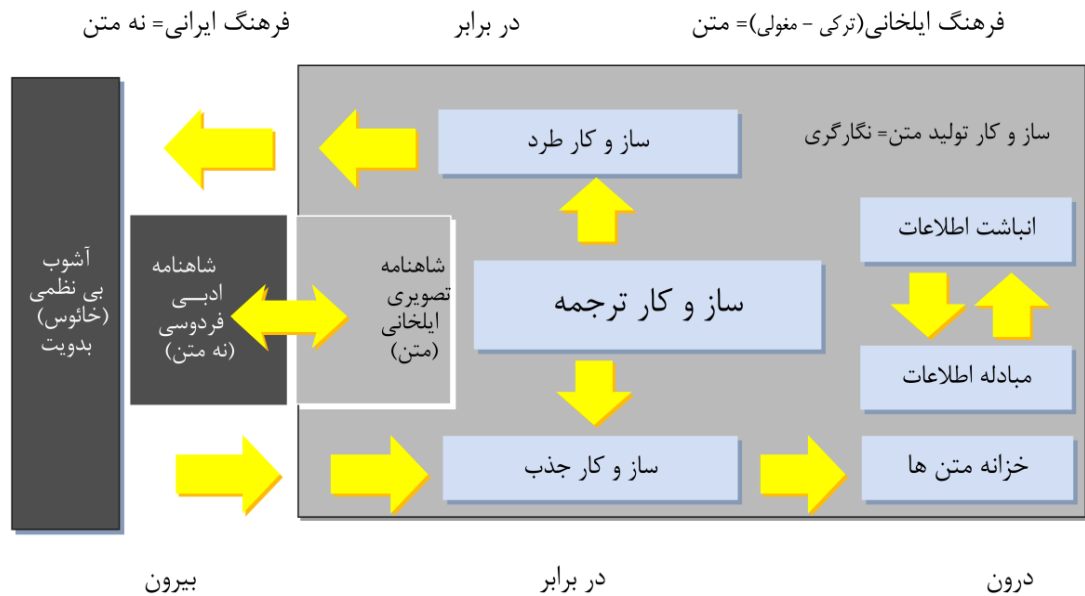 فرهنگ ایلخانی(ترکی - مغولی)= متن
در برابر
فرهنگ ایرانی= نه متن
ساز و کار تولید متن= نگارگری
ساز و کار طرد
انباشت اطلاعات
ساز و کار ترجمه
شاهنامه
تصویری
ایلخانی
(متن)
شاهنامه
ادبــی
فردوسی
(نه متن)
آشوب
بی نظمی
(خائوس)
بدویت
مبادله اطلاعات
ساز و کار جذب
خزانه متن ها
درون
در برابر
بیرون